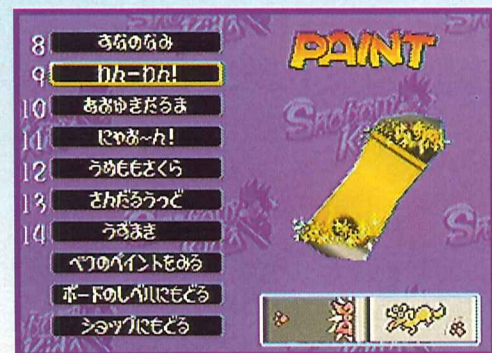 PAINT
8 すなのなみ
9 わんーわん!
10 あおゆきだるま
11 にゃお～ん!
12 うめももさくら
13 さんだるうっど
14 うずまき
べつのペイントをみる
ボードのレベルにもどる
ショップにもどる